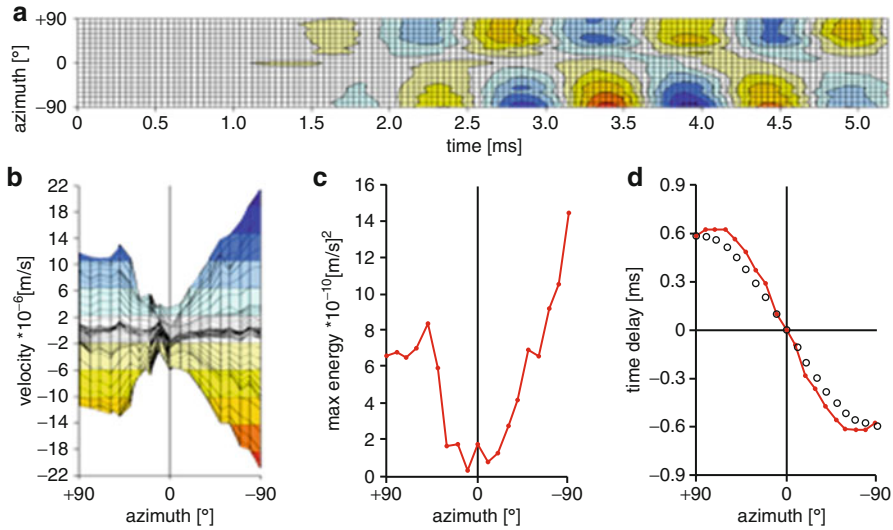 a
+90
0
−90
azimuth [°]
0 0.5 1.0 1.5 2.0 2.5 3.0 3.5 4.0 4.5 5.0
time [ms]
b
22
18
14
10
6
2
−2
−6
−10
−14
−18
−22
velocity *10⁻⁶[m/s]
+90 0 −90
azimuth [°]
c
16
14
12
10
8
6
4
2
0
max energy *10⁻¹⁰[m/s]²
+90 0 −90
azimuth [°]
d
0.9
0.6
0.3
0
−0.3
−0.6
−0.9
time delay [ms]
+90 0 −90
azimuth [°]